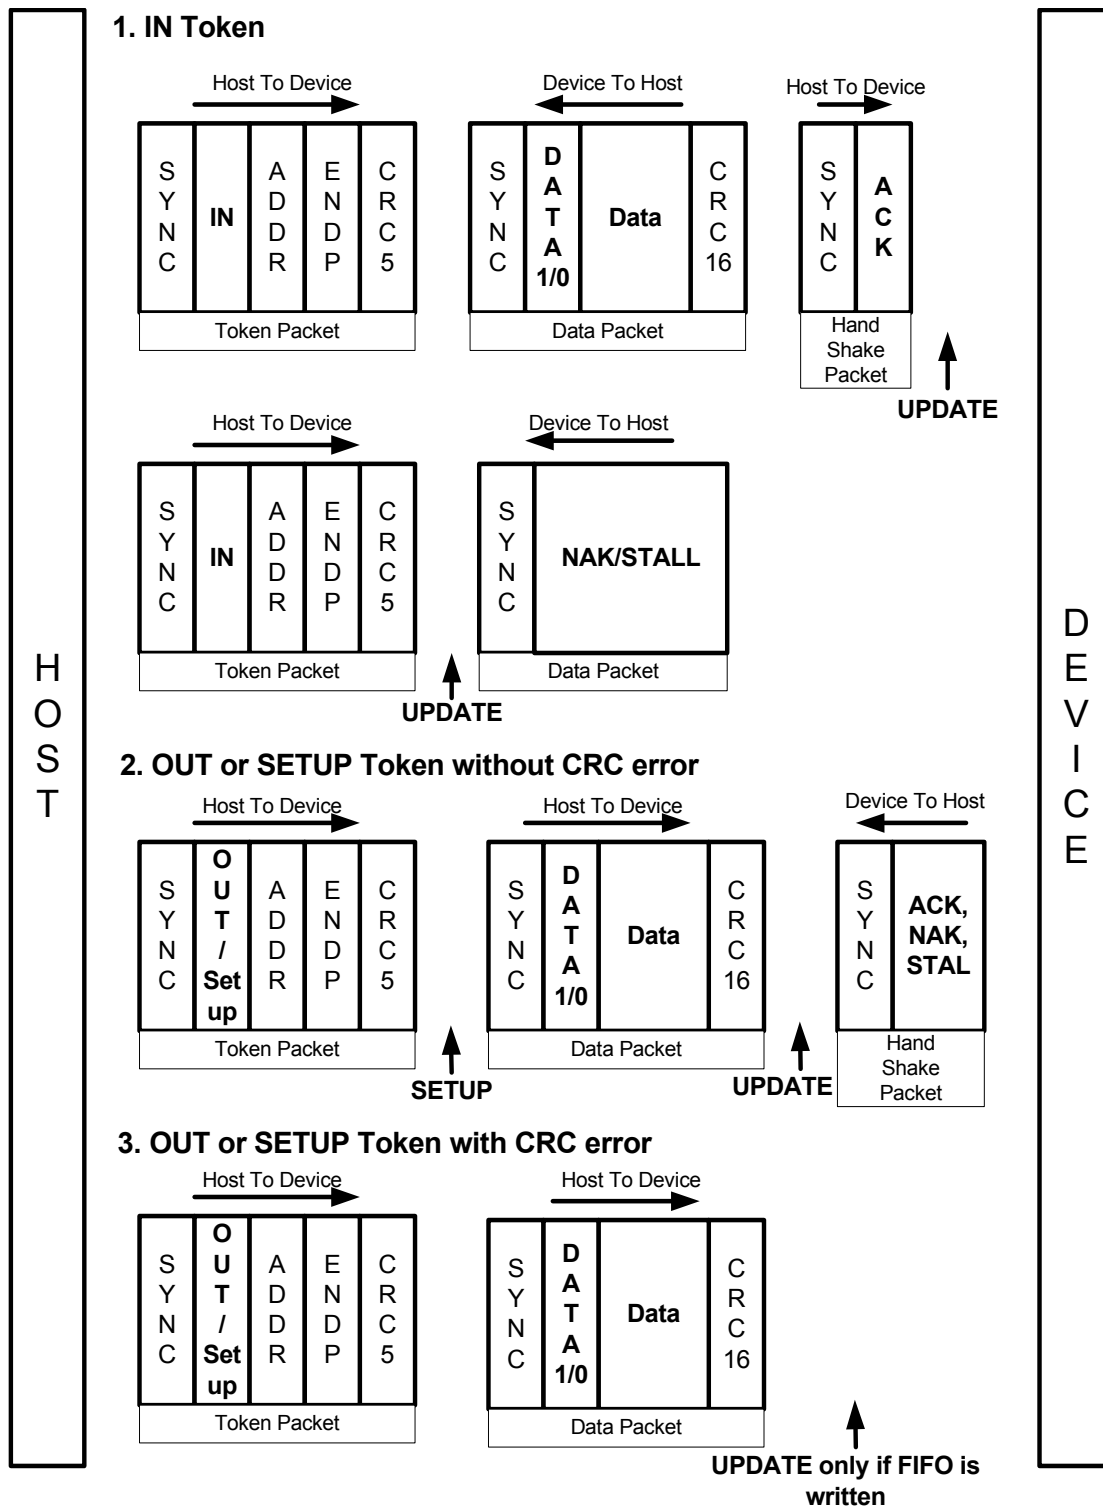 HOST
DEVICE
1. IN Token
Host To Device
Device To Host
Host To Device
SYNC
IN
ADDR
ENDP
CRC5
SYNC
DATA1/0
Data
CRC16
SYNC
ACK
Token Packet
Data Packet
Hand
Shake
Packet
UPDATE
Host To Device
Device To Host
SYNC
IN
ADDR
ENDP
CRC5
SYNC
NAK/STALL
Token Packet
Data Packet
UPDATE
2. OUT or SETUP Token without CRC error
Host To Device
Host To Device
Device To Host
SYNC
OUT/Setup
ADDR
ENDP
CRC5
SYNC
DATA1/0
Data
CRC16
SYNC
ACK,
NAK,
STAL
Token Packet
Data Packet
Hand
Shake
Packet
SETUP
UPDATE
3. OUT or SETUP Token with CRC error
Host To Device
Host To Device
SYNC
OUT/Setup
ADDR
ENDP
CRC5
SYNC
DATA1/0
Data
CRC16
Token Packet
Data Packet
UPDATE only if FIFO is
written